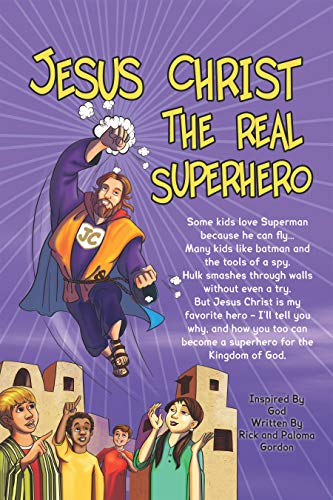 JESUS CHRIST
THE REAL
SUPERHERO
Some kids love Superman
because he can fly...
Many kids like batman and
the tools of a spy.
Hulk smashes through walls
without even a try.
But Jesus Christ is my
favorite hero – I'll tell you
why, and how you too can
become a superhero for the
Kingdom of God.
JC
Inspired By
God
Written By
Rick and Paloma
Gordon